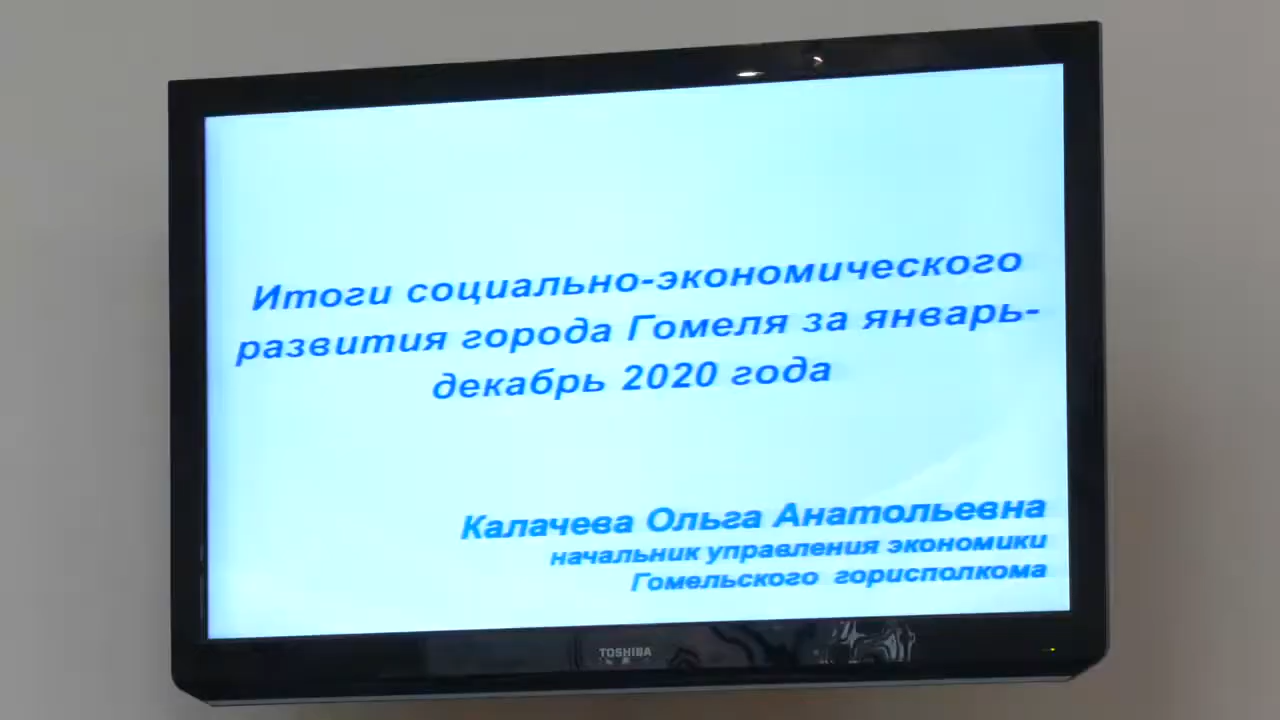 Итоги социально-экономического
развития города Гомеля за январь-
декабрь 2020 года
Калачева Ольга Анатольевна
начальник управления экономики
Гомельского горисполкома
TOSHIBA